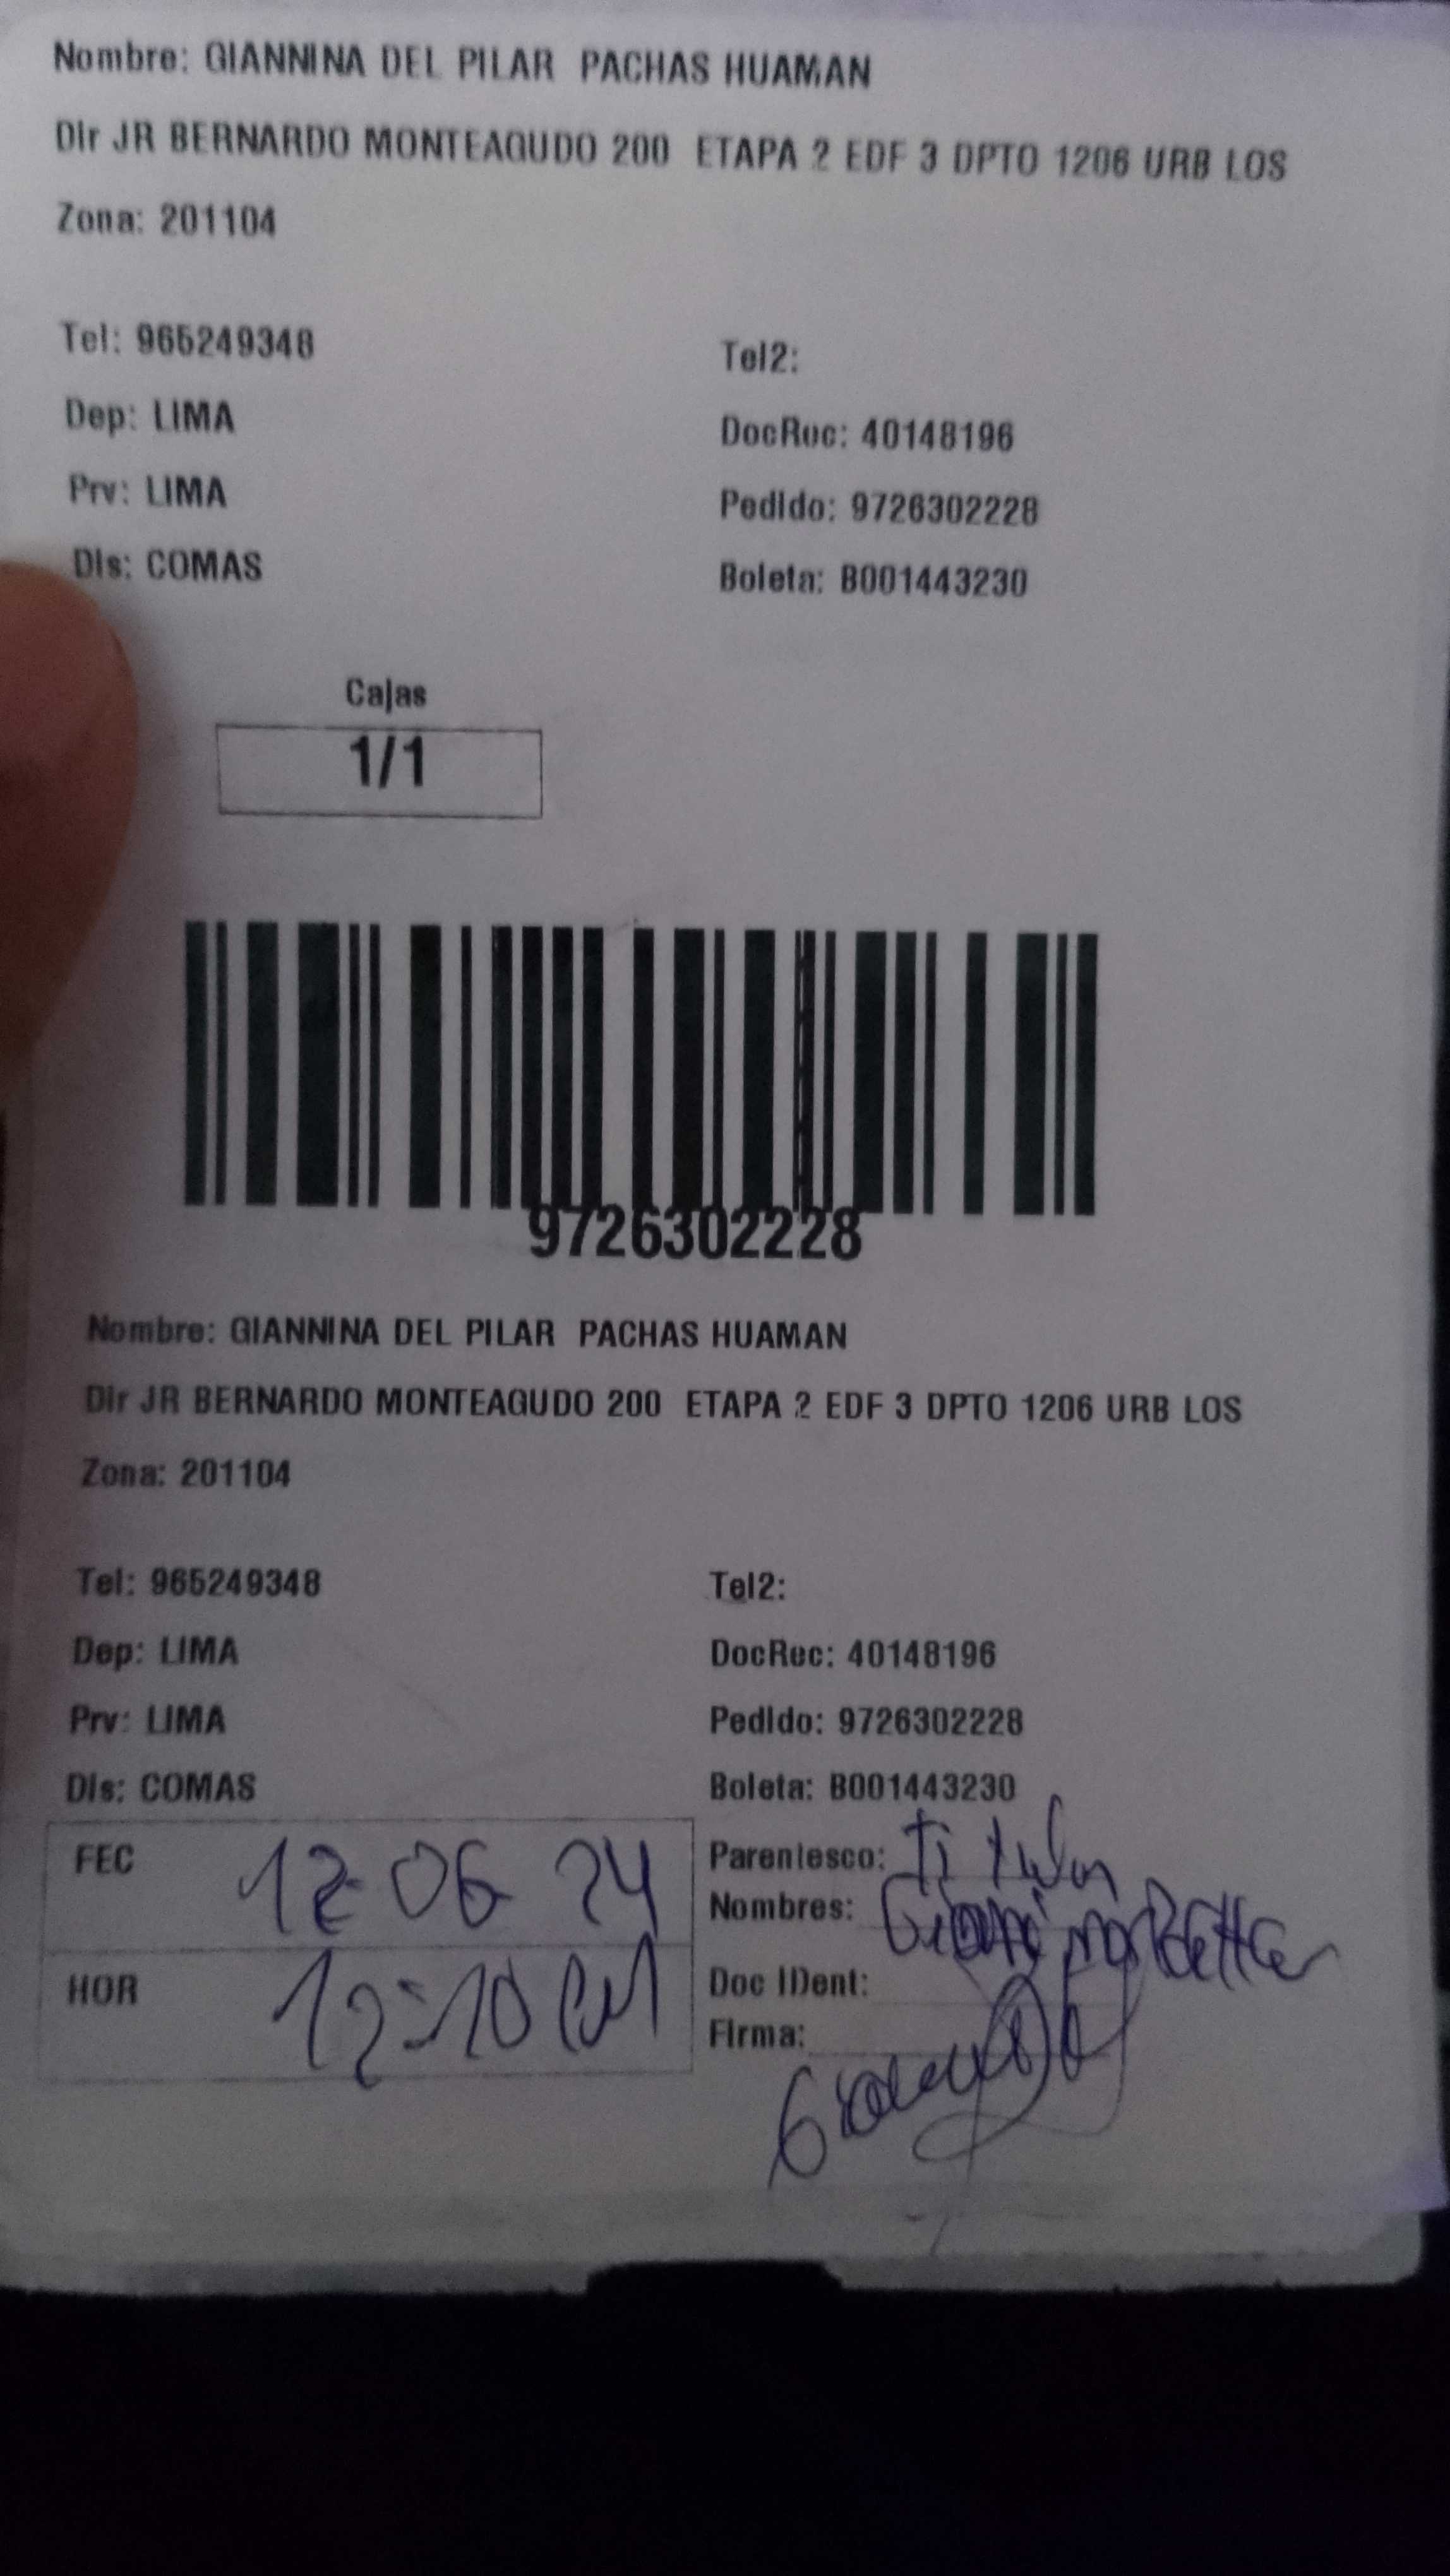 Nombre: GIANNINA DEL PILAR PACHAS HUAMAN
Dir JR BERNARDO MONTEAGUDO 200 ETAPA 2 EDF 3 DPTO 1206 URB LOS
Zona: 201104
Tel: 965249348
Tel2:
Dep: LIMA
DocRec: 40148196
Prv: LIMA
Pedido: 9726302228
Dis: COMAS
Boleta: B001443230
Cajas
1/1
9726302228
Nombre: GIANNINA DEL PILAR PACHAS HUAMAN
Dir JR BERNARDO MONTEAGUDO 200 ETAPA 2 EDF 3 DPTO 1206 URB LOS
Zona: 201104
Tel: 965249348
Tel2:
Dep: LIMA
DocRec: 40148196
Prv: LIMA
Pedido: 9726302228
Dis: COMAS
Boleta: B001443230
FEC 12 06 24
Parentesco: Titular
Nombres:
HOR 12:10 PM
Doc IDent:
Firma: